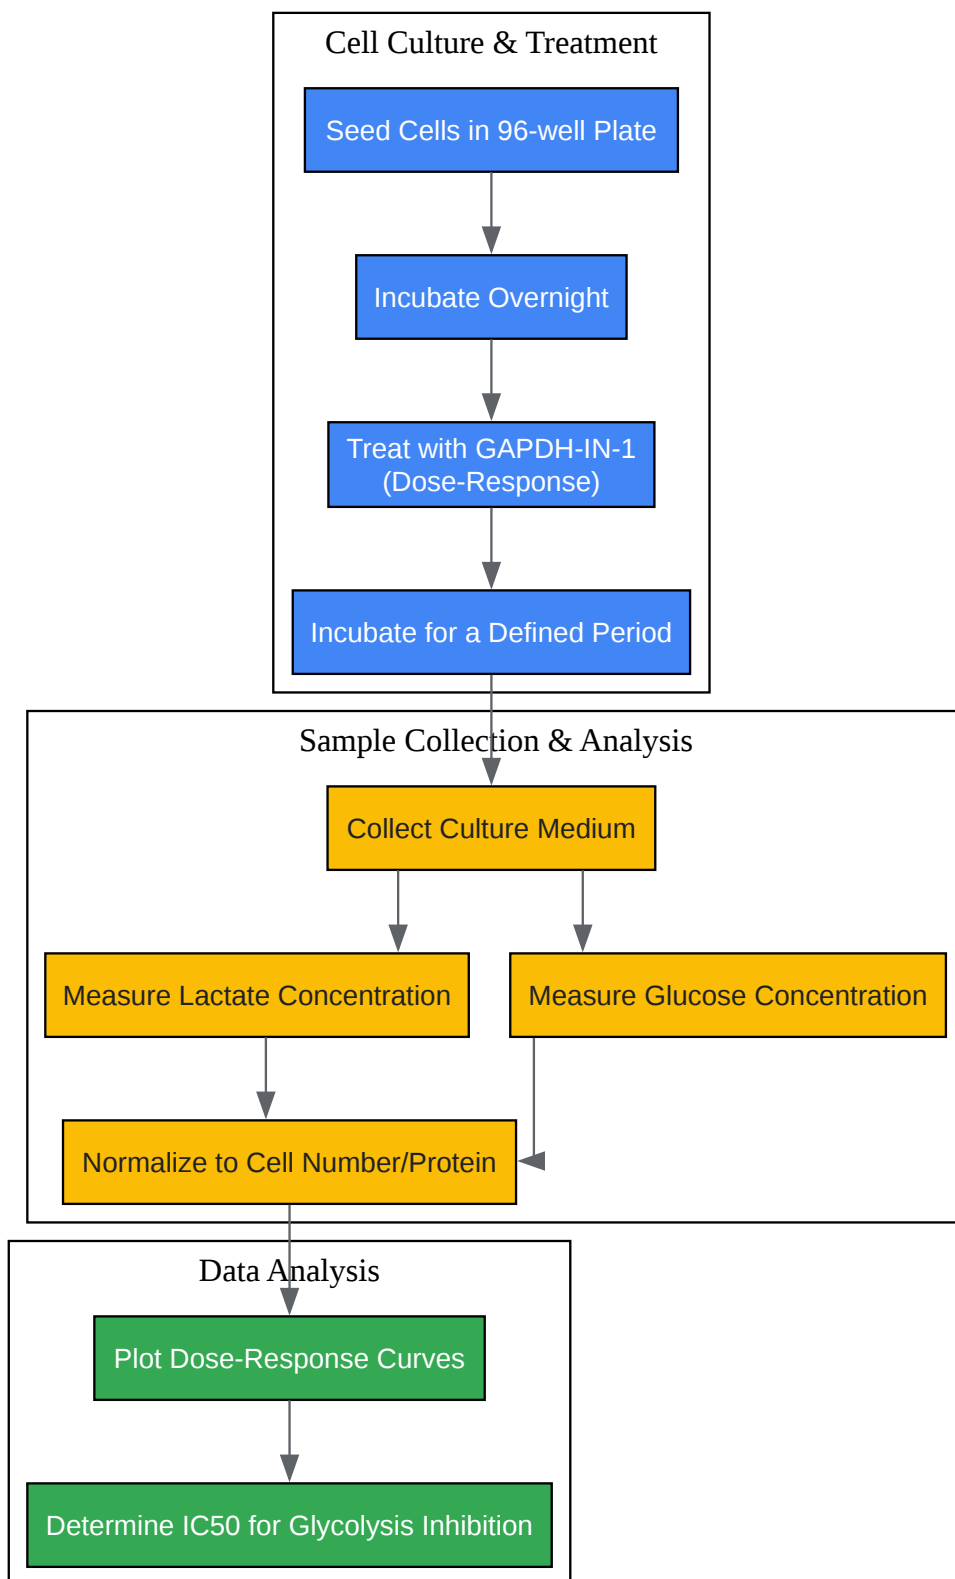 Cell Culture & Treatment
Seed Cells in 96-well Plate
Incubate Overnight
Treat with GAPDH-IN-1
(Dose-Response)
Incubate for a Defined Period
Sample Collection & Analysis
Collect Culture Medium
Measure Lactate Concentration
Measure Glucose Concentration
Normalize to Cell Number/Protein
Data Analysis
Plot Dose-Response Curves
Determine IC50 for Glycolysis Inhibition